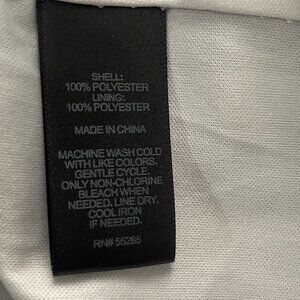 SHELL:
100% POLYESTER
LINING:
100% POLYESTER
MADE IN CHINA
MACHINE WASH COLD
WITH LIKE COLORS.
GENTLE CYCLE.
ONLY NON-CHLORINE
BLEACH WHEN
NEEDED. LINE DRY.
COOL IRON
IF NEEDED.
RN# 55285